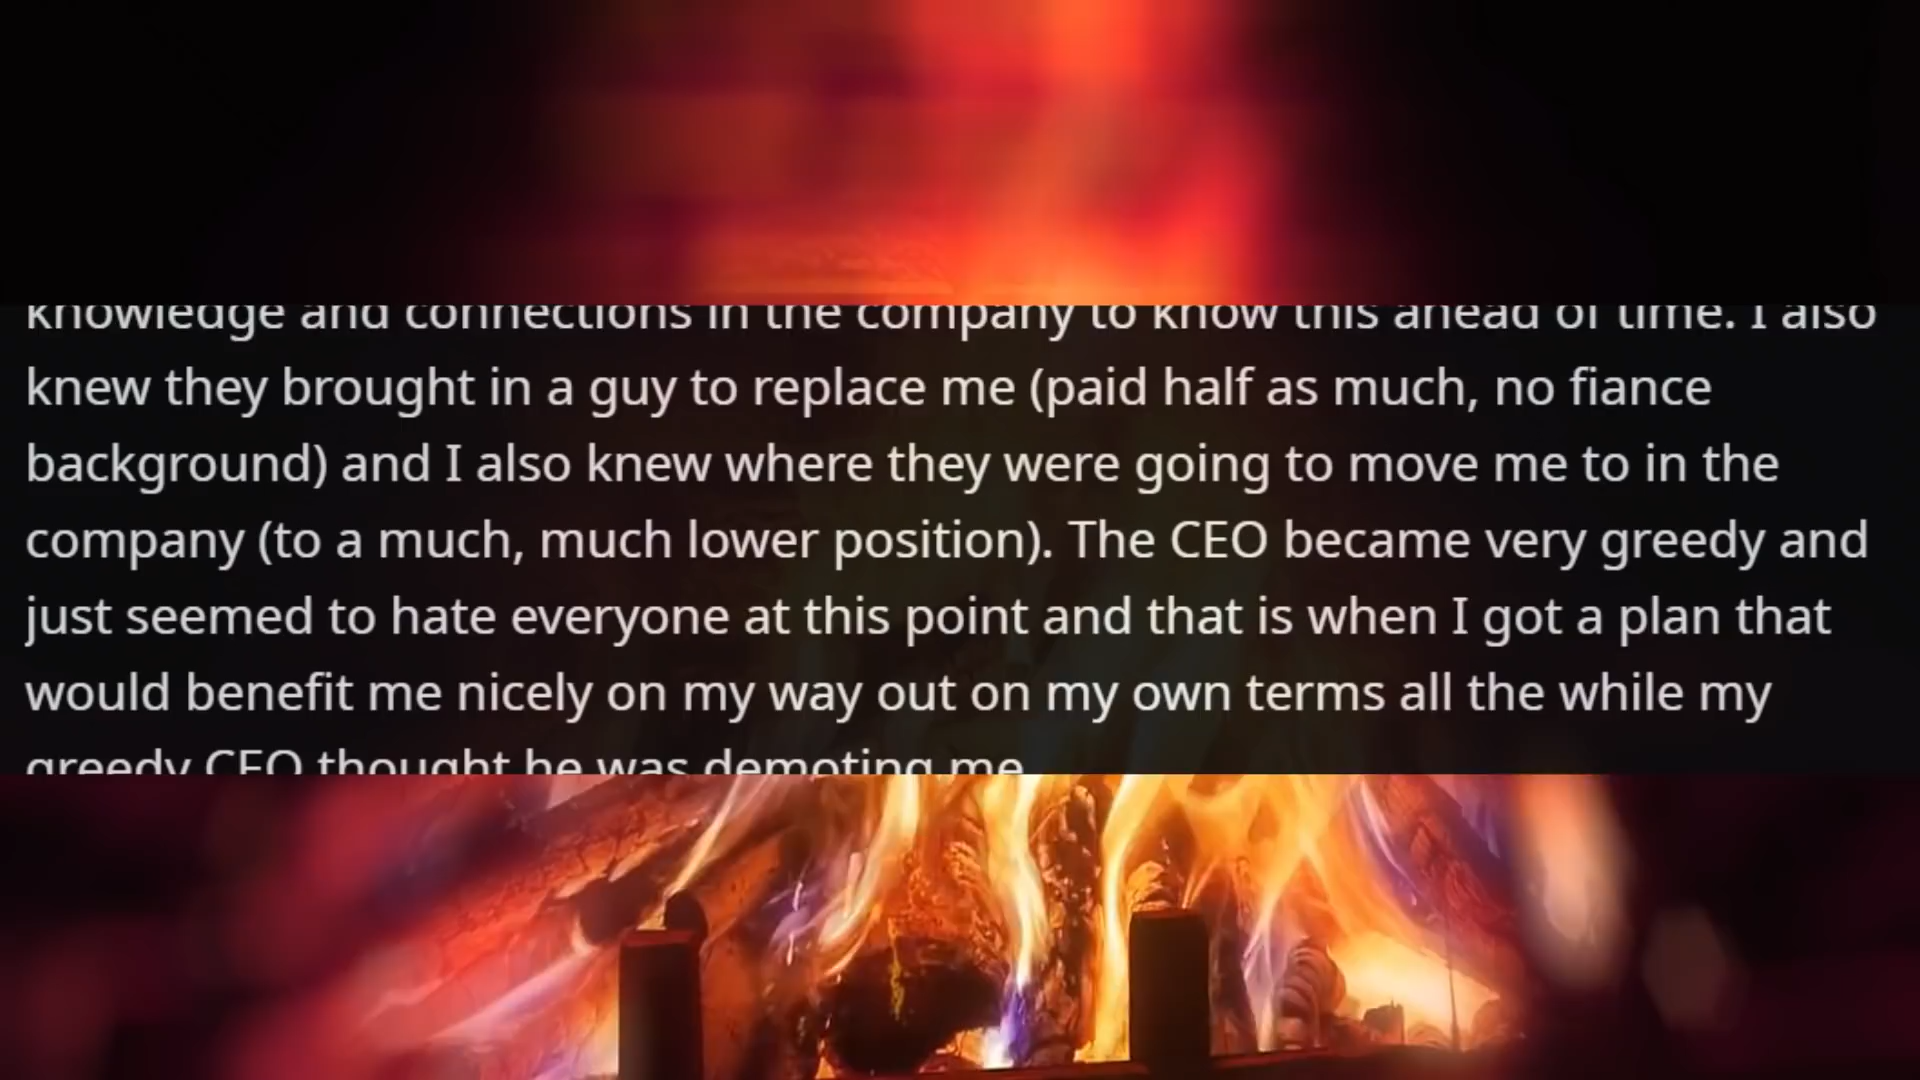 knowledge and connections in the company to know this ahead of time. I also
knew they brought in a guy to replace me (paid half as much, no fiance
background) and I also knew where they were going to move me to in the
company (to a much, much lower position). The CEO became very greedy and
just seemed to hate everyone at this point and that is when I got a plan that
would benefit me nicely on my way out on my own terms all the while my
greedy CEO thought he was demoting me